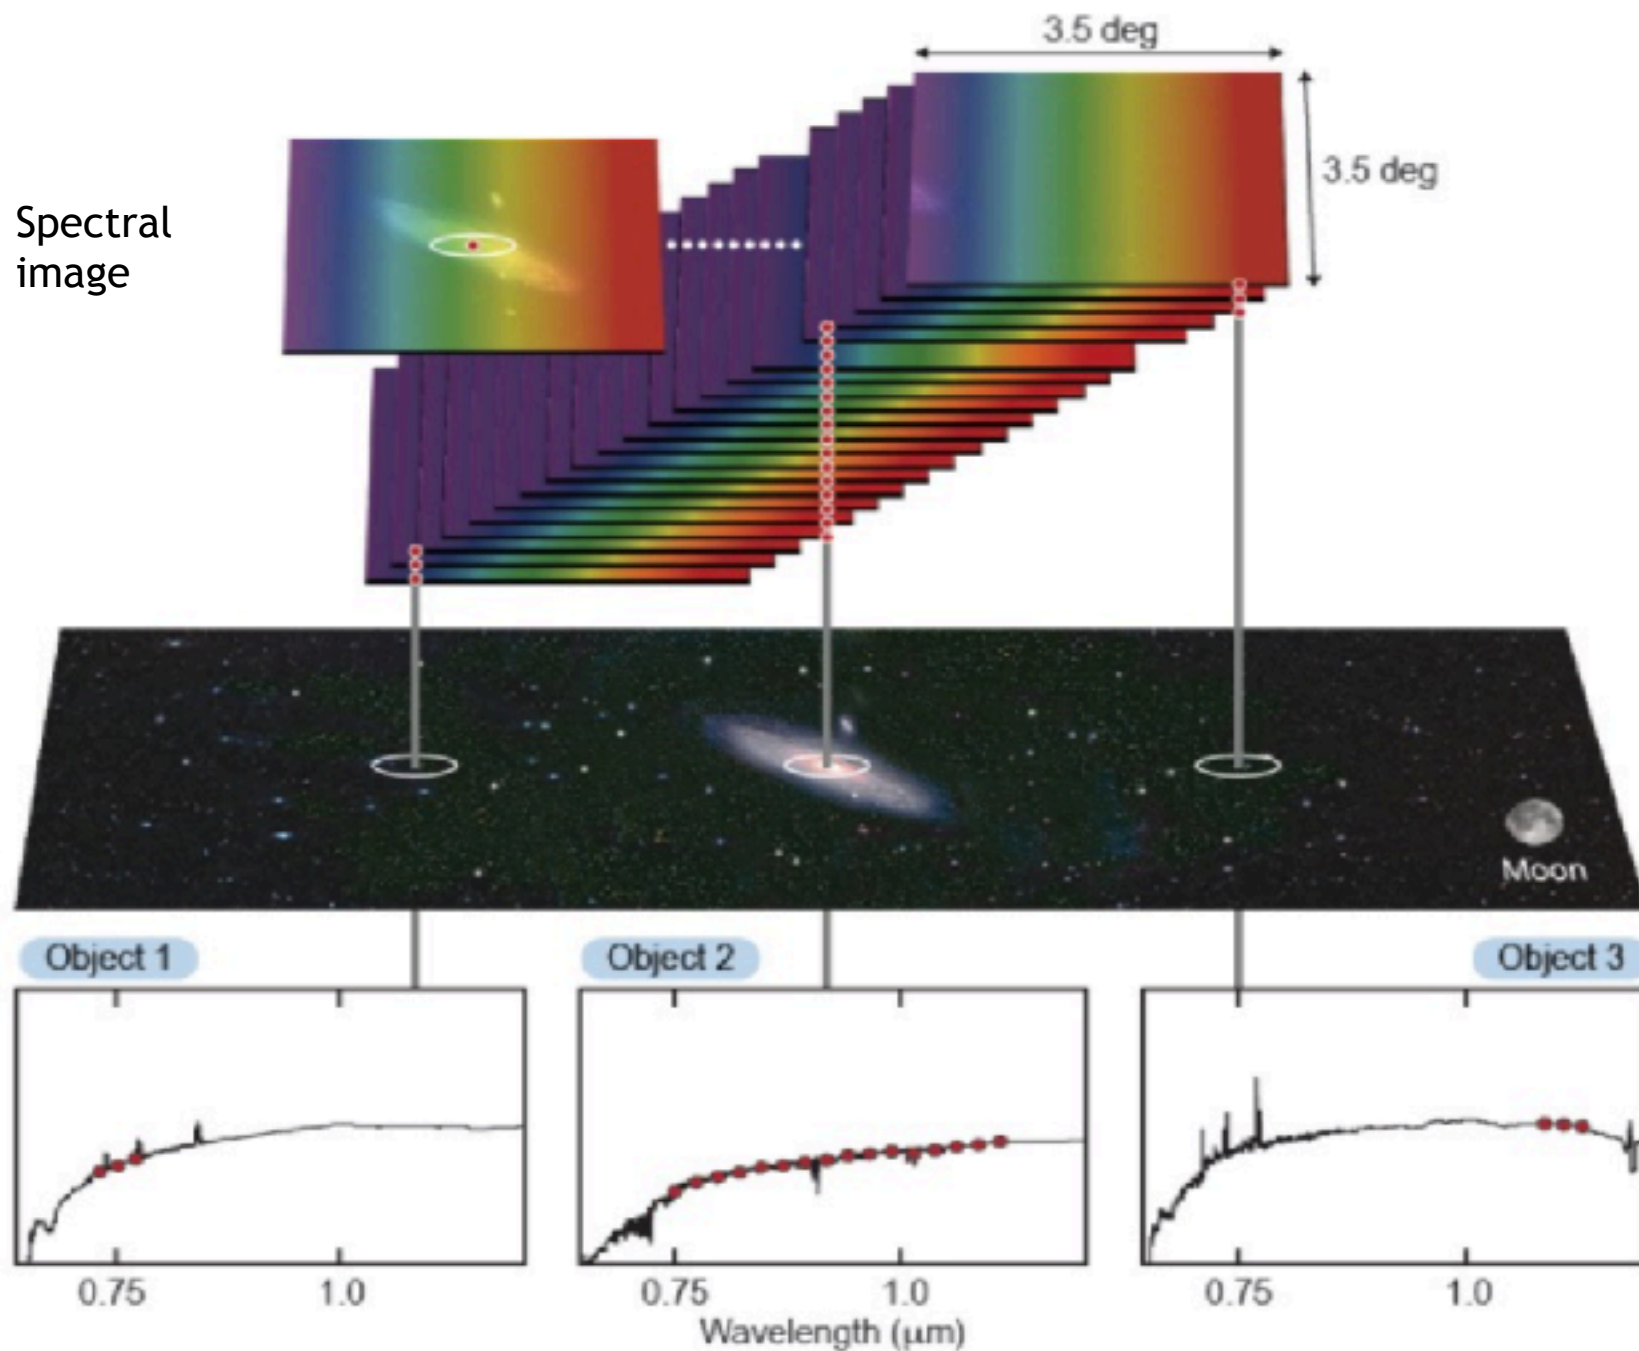 3.5 deg
3.5 deg
Spectral
image
Moon
Object 1
Object 2
Object 3
0.75 1.0 0.75 1.0 0.75 1.0
Wavelength (μm)